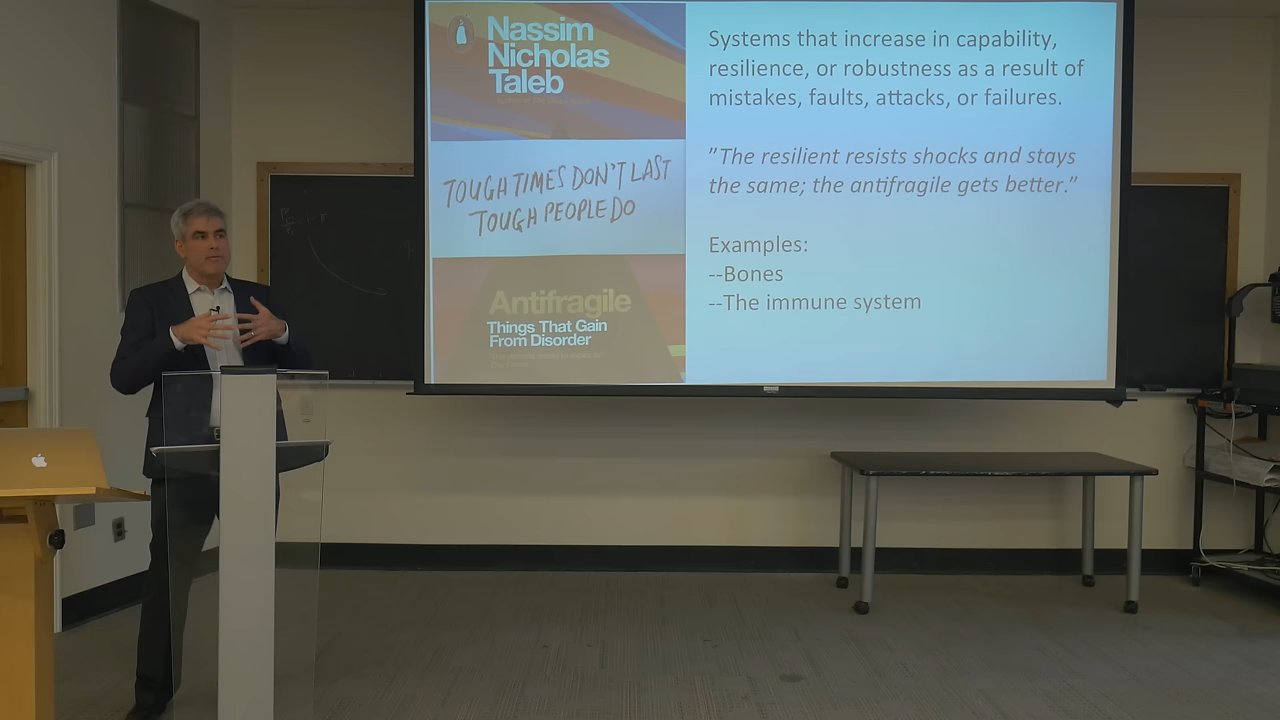 Nassim
Nicholas
Taleb
TOUGH TIMES DON'T LAST
TOUGH PEOPLE DO
Antifragile
Things That Gain
From Disorder
Systems that increase in capability,
resilience, or robustness as a result of
mistakes, faults, attacks, or failures.
"The resilient resists shocks and stays
the same; the antifragile gets better."
Examples:
--Bones
--The immune system